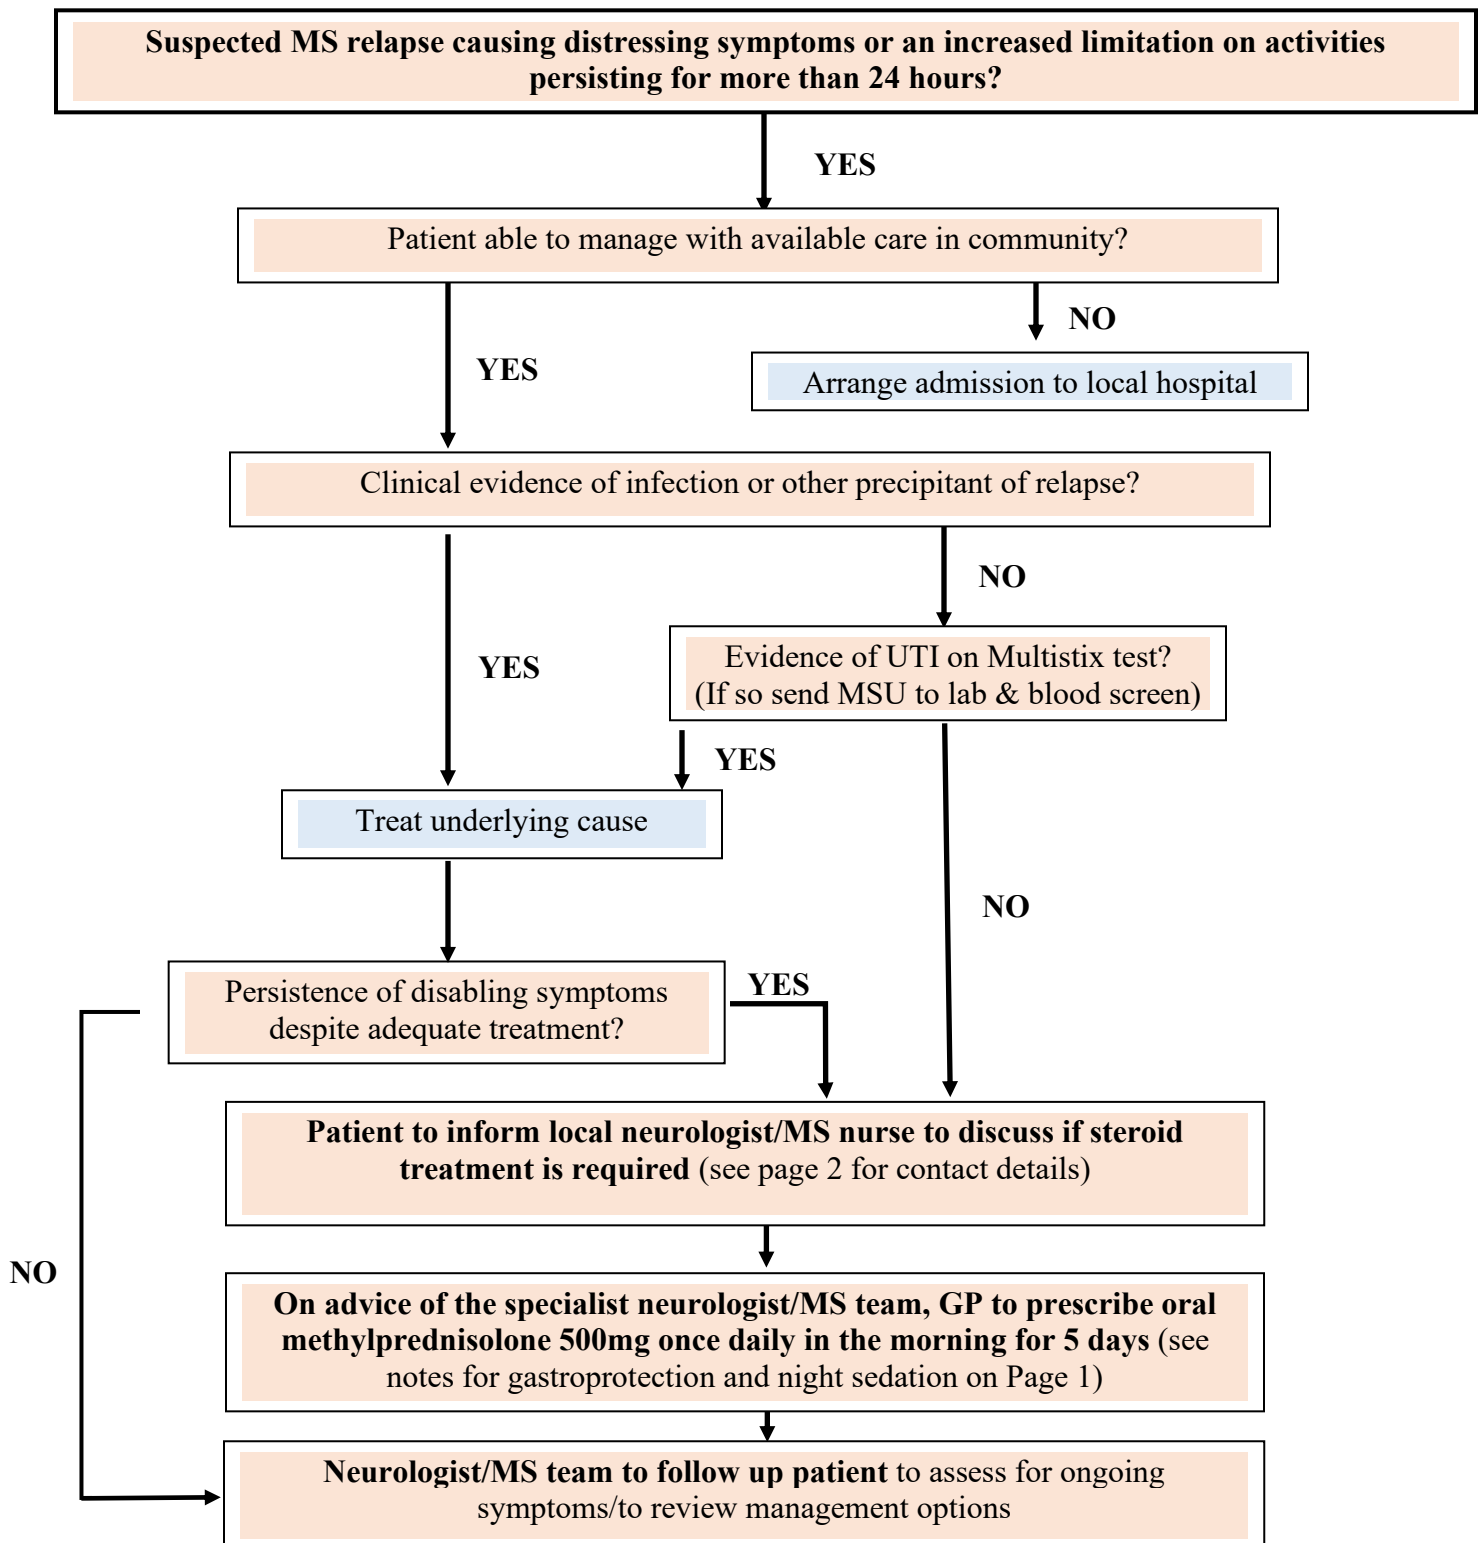 Suspected MS relapse causing distressing symptoms or an increased limitation on activities
persisting for more than 24 hours?
YES
Patient able to manage with available care in community?
NO
YES
Arrange admission to local hospital
Clinical evidence of infection or other precipitant of relapse?
NO
YES
Evidence of UTI on Multistix test?
(If so send MSU to lab & blood screen)
YES
Treat underlying cause
NO
Persistence of disabling symptoms
despite adequate treatment?
YES
Patient to inform local neurologist/MS nurse to discuss if steroid
treatment is required (see page 2 for contact details)
NO
On advice of the specialist neurologist/MS team, GP to prescribe oral
methylprednisolone 500mg once daily in the morning for 5 days (see
notes for gastroprotection and night sedation on Page 1)
Neurologist/MS team to follow up patient to assess for ongoing
symptoms/to review management options